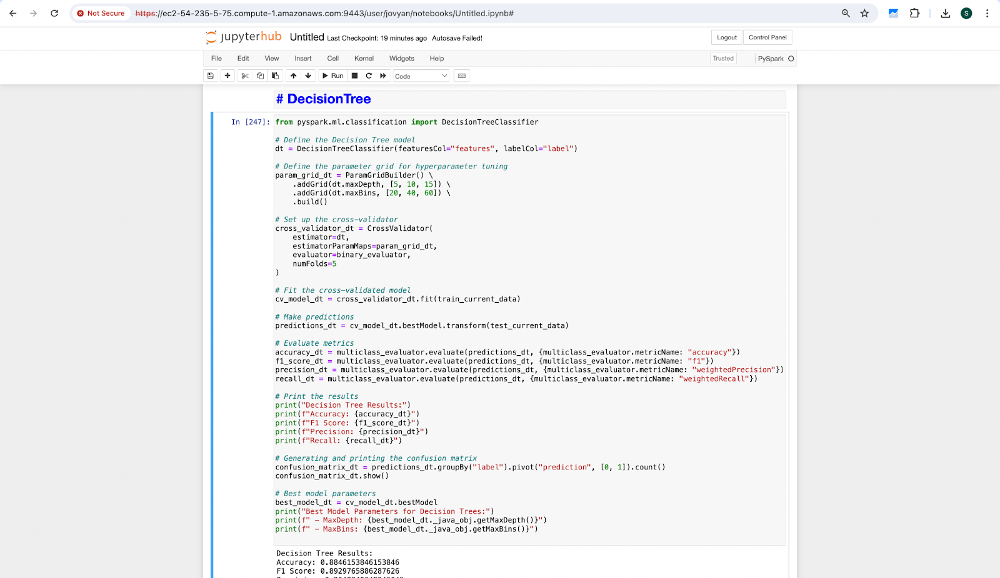 Not Secure https://ec2-54-235-5-75.compute-1.amazonaws.com:9443/user/jovyan/notebooks/Untitled.ipynb# S
jupyterhub Untitled Last Checkpoint: 19 minutes ago Autosave Failed! Logout Control Panel
File Edit View Insert Cell Kernel Widgets Help Trusted PySpark
Run Code
# DecisionTree
In [247]: from pyspark.ml.classification import DecisionTreeClassifier
# Define the Decision Tree model
dt = DecisionTreeClassifier(featuresCol="features", labelCol="label")
# Define the parameter grid for hyperparameter tuning
param_grid_dt = ParamGridBuilder() \
.addGrid(dt.maxDepth, [5, 10, 15]) \
.addGrid(dt.maxBins, [20, 40, 60]) \
.build()
# Set up the cross-validator
cross_validator_dt = CrossValidator(
estimator=dt,
estimatorParamMaps=param_grid_dt,
evaluator=binary_evaluator,
numFolds=5
)
# Fit the cross-validated model
cv_model_dt = cross_validator_dt.fit(train_current_data)
# Make predictions
predictions_dt = cv_model_dt.bestModel.transform(test_current_data)
# Evaluate metrics
accuracy_dt = multiclass_evaluator.evaluate(predictions_dt, {multiclass_evaluator.metricName: "accuracy"})
f1_score_dt = multiclass_evaluator.evaluate(predictions_dt, {multiclass_evaluator.metricName: "f1"})
precision_dt = multiclass_evaluator.evaluate(predictions_dt, {multiclass_evaluator.metricName: "weightedPrecision"})
recall_dt = multiclass_evaluator.evaluate(predictions_dt, {multiclass_evaluator.metricName: "weightedRecall"})
# Print the results
print("Decision Tree Results:")
print(f"Accuracy: {accuracy_dt}")
print(f"F1 Score: {f1_score_dt}")
print(f"Precision: {precision_dt}")
print(f"Recall: {recall_dt}")
# Generating and printing the confusion matrix
confusion_matrix_dt = predictions_dt.groupBy("label").pivot("prediction", [0, 1]).count()
confusion_matrix_dt.show()
# Best model parameters
best_model_dt = cv_model_dt.bestModel
print("Best Model Parameters for Decision Trees:")
print(f" - MaxDepth: {best_model_dt._java_obj.getMaxDepth()}")
print(f" - MaxBins: {best_model_dt._java_obj.getMaxBins()}")
Decision Tree Results:
Accuracy: 0.8846153846153846
F1 Score: 0.8929765886287626